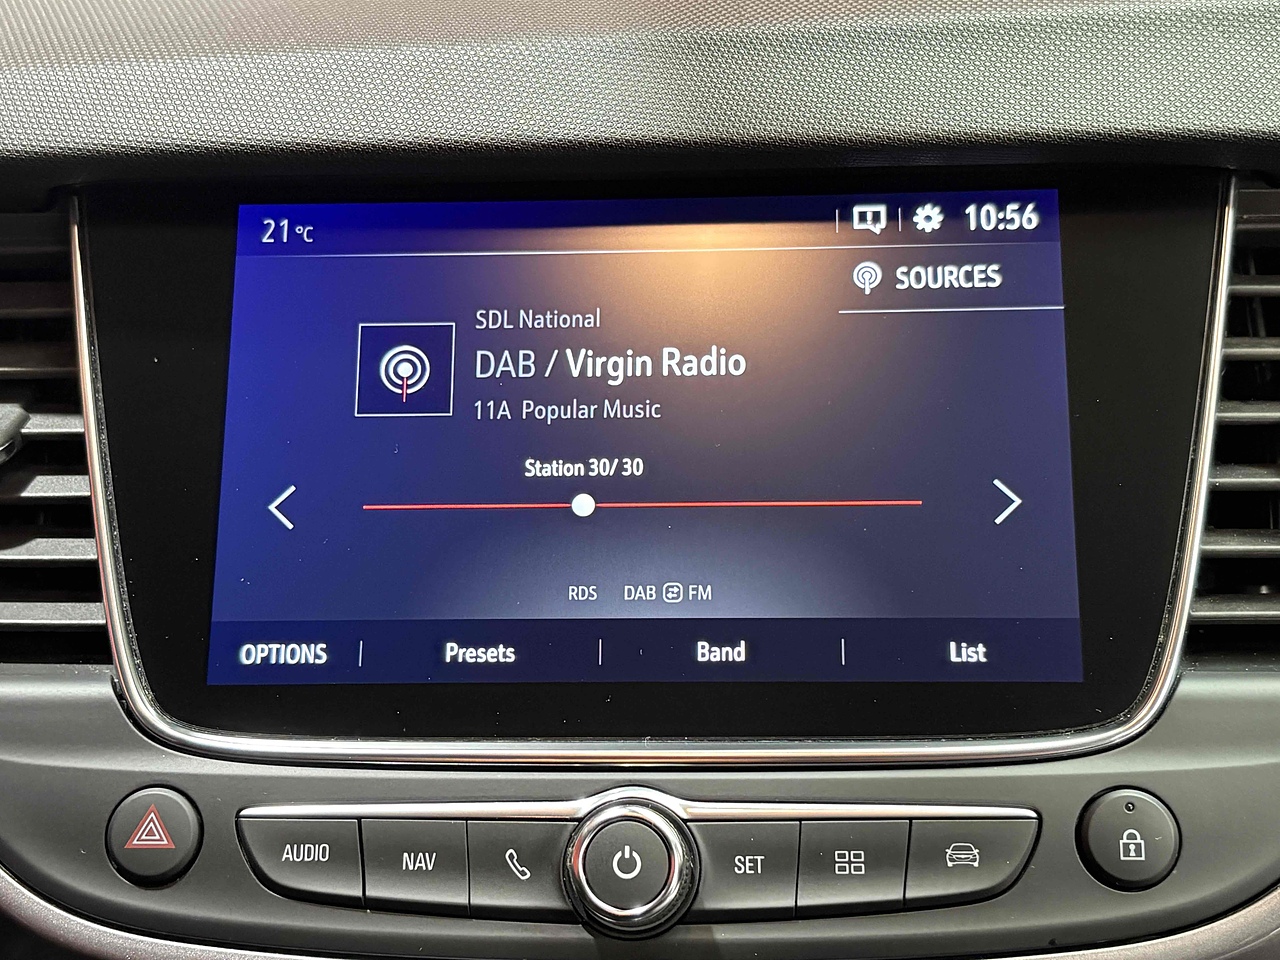 21°C
10:56
SOURCES
SDL National
DAB / Virgin Radio
11A Popular Music
Station 30/ 30
RDS DAB FM
OPTIONS Presets Band List
AUDIO NAV SET